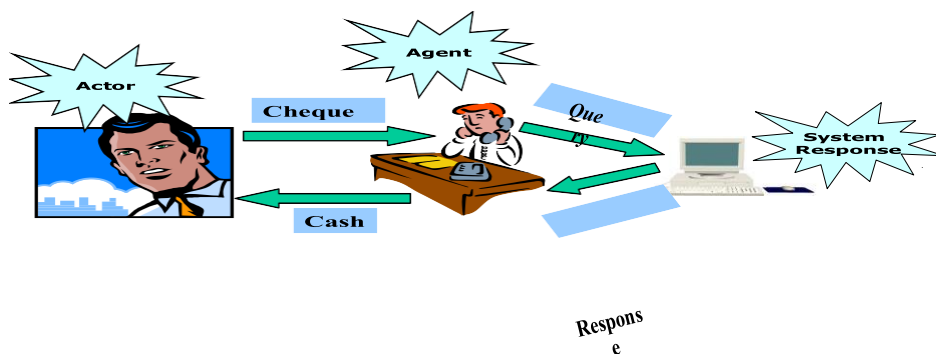 Agent
Actor
Cheque
Que
ry
System
Response
Cash
Respons
e